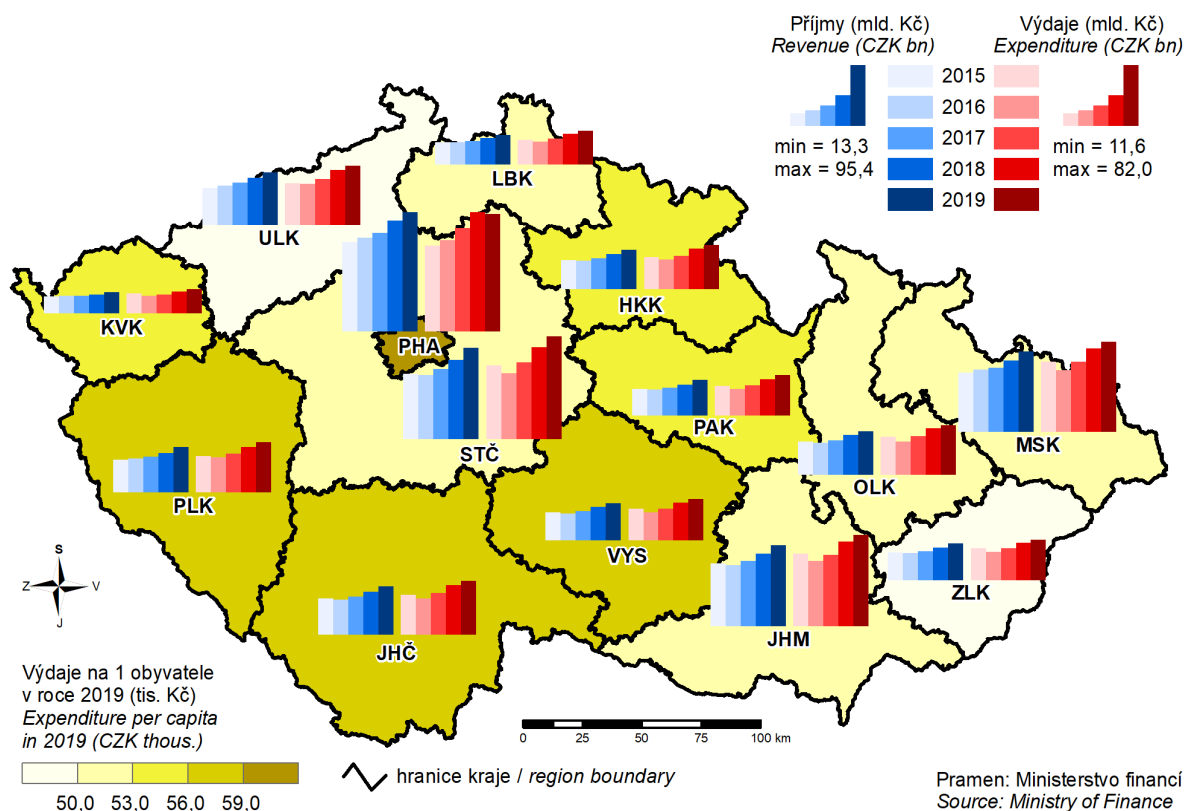 Příjmy (mld. Kč)
Revenue (CZK bn)
Výdaje (mld. Kč)
Expenditure (CZK bn)
2015
2016
2017
2018
2019
min = 13,3
max = 95,4
min = 11,6
max = 82,0
LBK
ULK
HKK
KVK
PHA
PAK
STČ
MSK
OLK
PLK
VYS
ZLK
JHM
JHČ
S
Z
V
J
Výdaje na 1 obyvatele
v roce 2019 (tis. Kč)
Expenditure per capita
in 2019 (CZK thous.)
50,0 53,0 56,0 59,0
hranice kraje / region boundary
0 25 50 75 100 km
Pramen: Ministerstvo financí
Source: Ministry of Finance